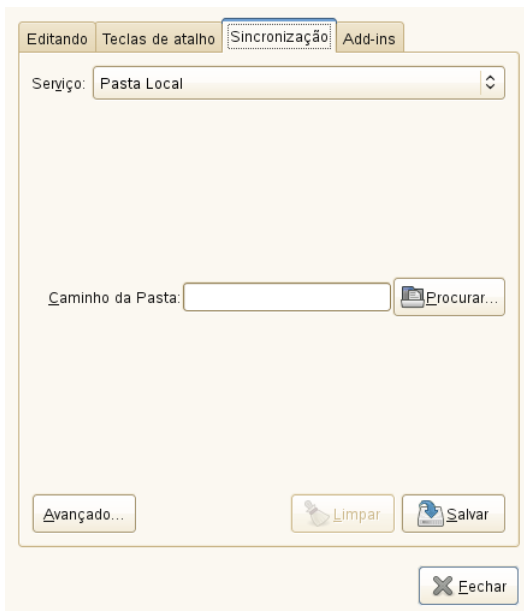 Editando Teclas de atalho Sincronização Add-ins
Serviço: Pasta Local
Caminho da Pasta: Procurar...
Avançado... Limpar Salvar
Fechar